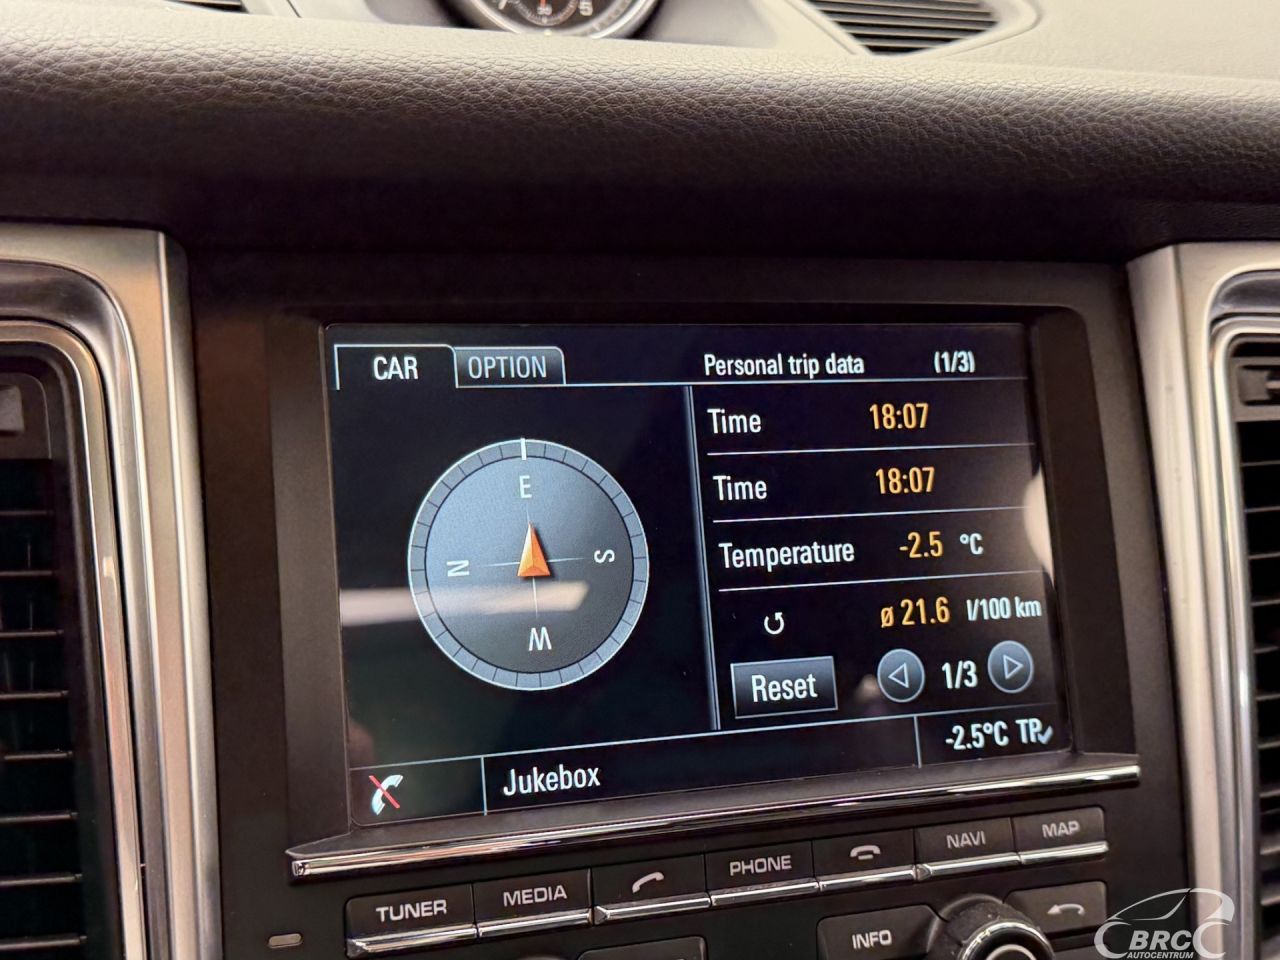 5
CAR
OPTION
Personal trip data (1/3)
Time 18:07
Time 18:07
Temperature -2.5 °C
ø 21.6 l/100 km
Reset 1/3
-2.5°C TP
Jukebox
E
N
S
W
TUNER
MEDIA
PHONE
NAVI
MAP
INFO
BRC
AUTOCENTRUM